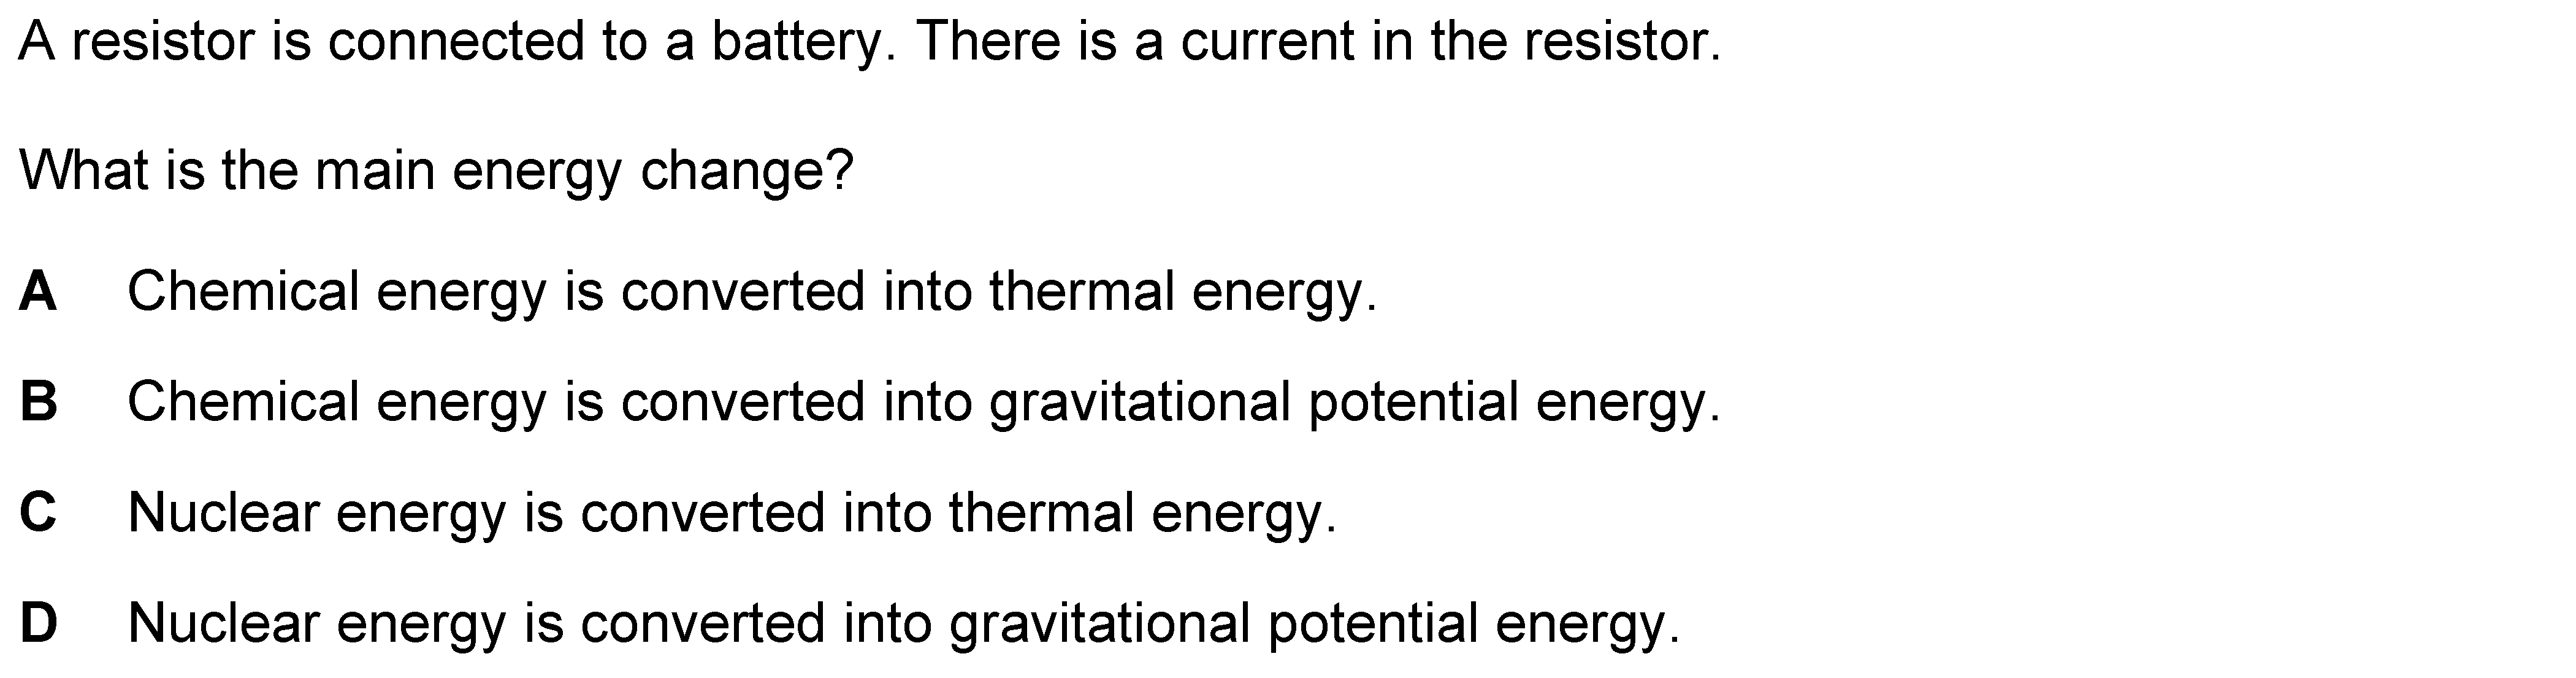 A resistor is connected to a battery. There is a current in the resistor.
What is the main energy change?
A Chemical energy is converted into thermal energy.
B Chemical energy is converted into gravitational potential energy.
C Nuclear energy is converted into thermal energy.
D Nuclear energy is converted into gravitational potential energy.